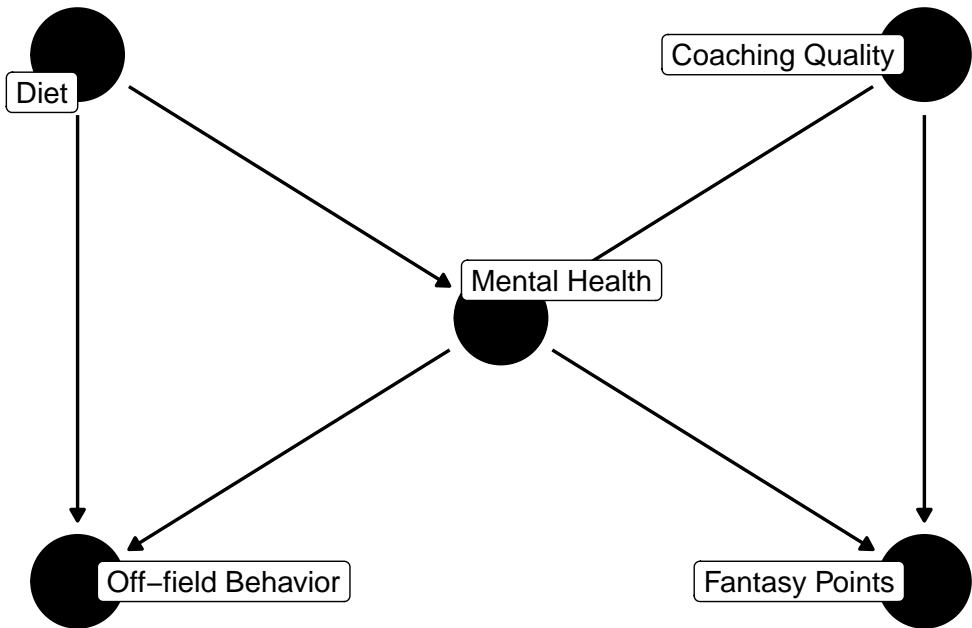 Diet
Coaching Quality
Mental Health
Off−field Behavior
Fantasy Points